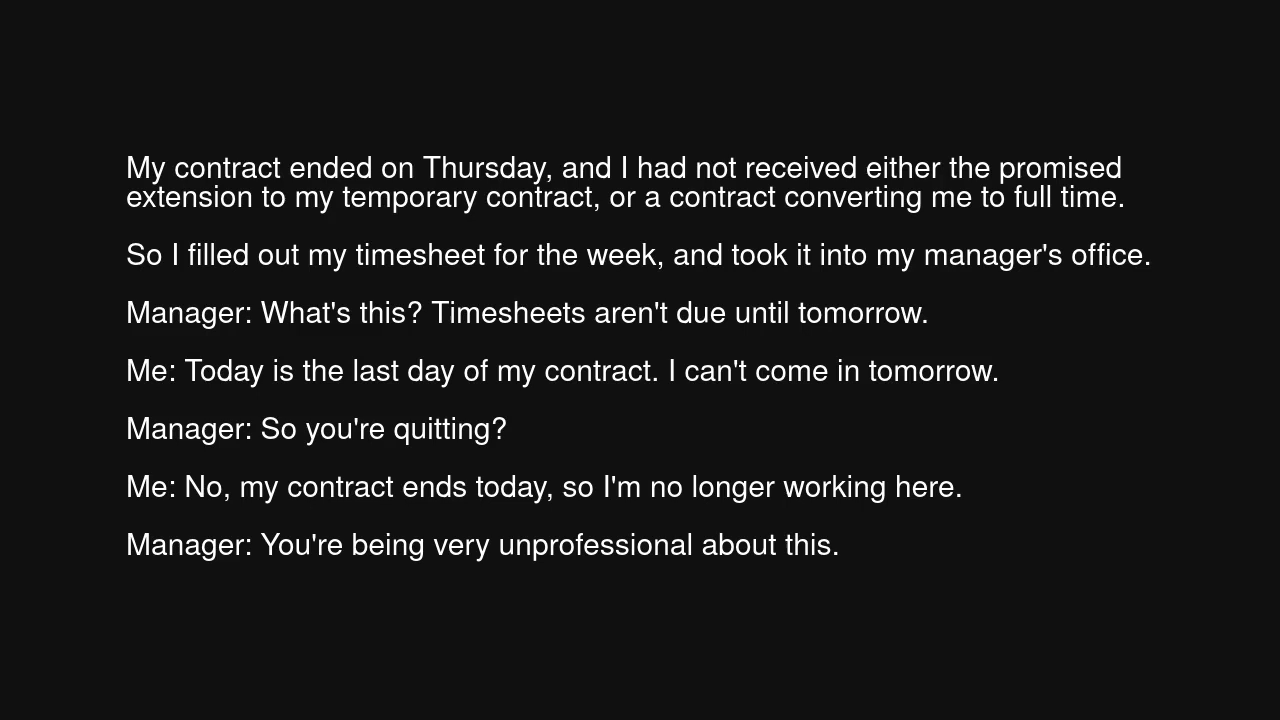 My contract ended on Thursday, and I had not received either the promised
extension to my temporary contract, or a contract converting me to full time.
So I filled out my timesheet for the week, and took it into my manager's office.
Manager: What's this? Timesheets aren't due until tomorrow.
Me: Today is the last day of my contract. I can't come in tomorrow.
Manager: So you're quitting?
Me: No, my contract ends today, so I'm no longer working here.
Manager: You're being very unprofessional about this.